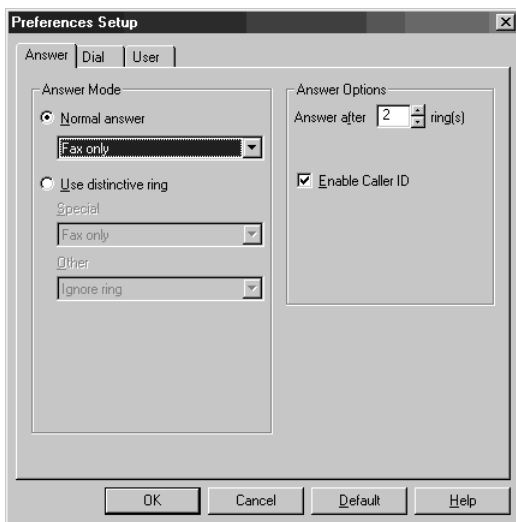 Preferences Setup
Answer Dial User
Answer Mode
Normal answer
Fax only
Use distinctive ring
Special
Fax only
Other
Ignore ring
Answer Options
Answer after 2 ring(s)
Enable Caller ID
OK Cancel Default Help